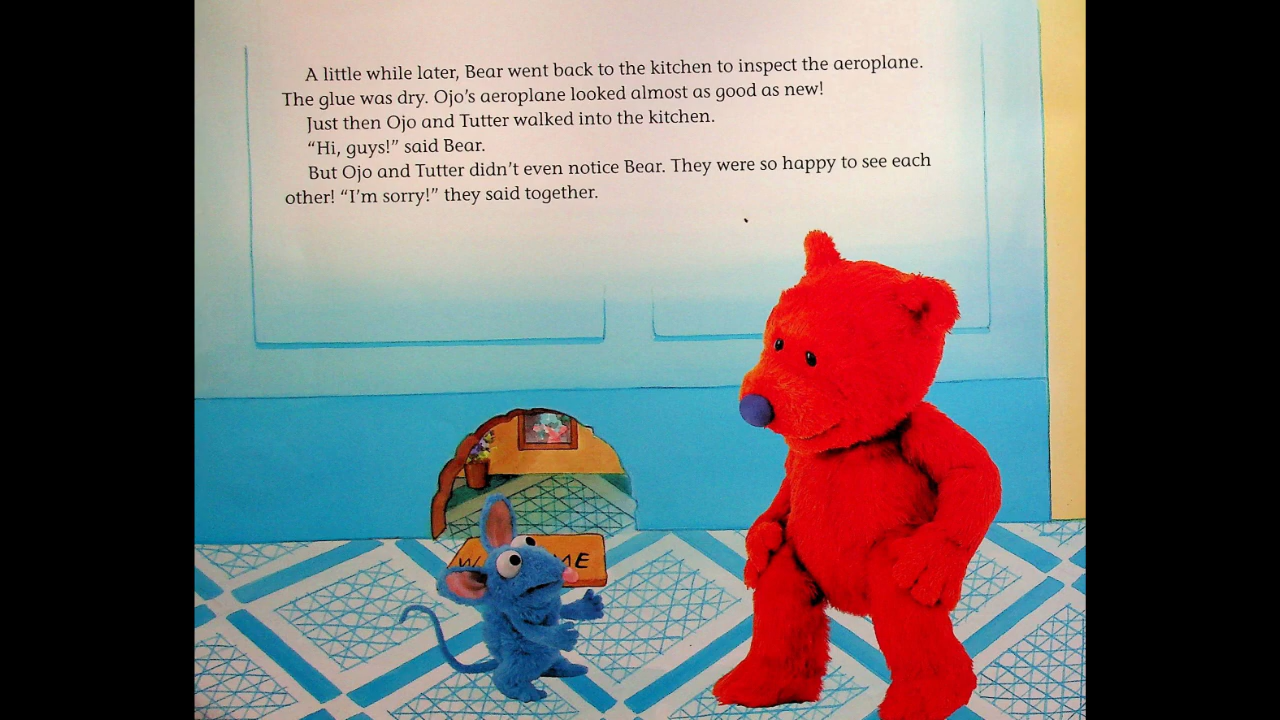 A little while later, Bear went back to the kitchen to inspect the aeroplane.
The glue was dry. Ojo's aeroplane looked almost as good as new!
Just then Ojo and Tutter walked into the kitchen.
“Hi, guys!” said Bear.
But Ojo and Tutter didn't even notice Bear. They were so happy to see each
other! “I'm sorry!” they said together.